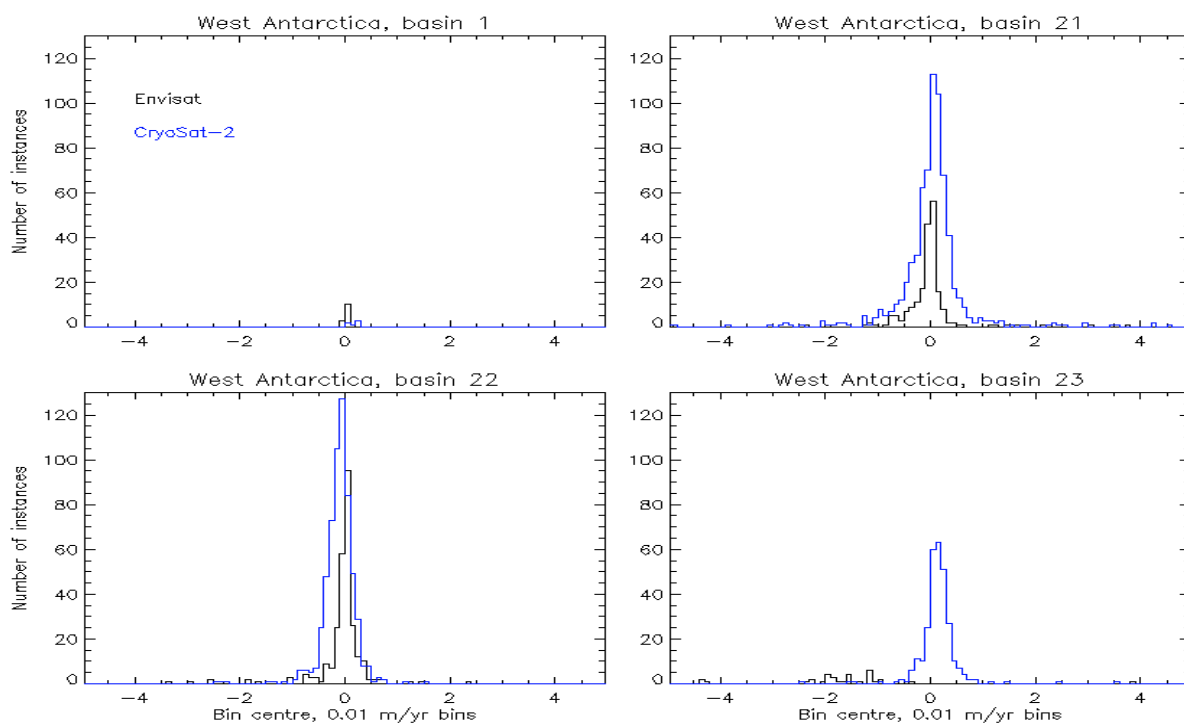 West Antarctica, basin 1
120
100
80
60
40
20
0
Number of instances
Envisat
CryoSat-2
-4 -2 0 2 4
West Antarctica, basin 21
120
100
80
60
40
20
0
-4 -2 0 2 4
West Antarctica, basin 22
120
100
80
60
40
20
0
Number of instances
-4 -2 0 2 4
Bin centre, 0.01 m/yr bins
West Antarctica, basin 23
120
100
80
60
40
20
0
-4 -2 0 2 4
Bin centre, 0.01 m/yr bins